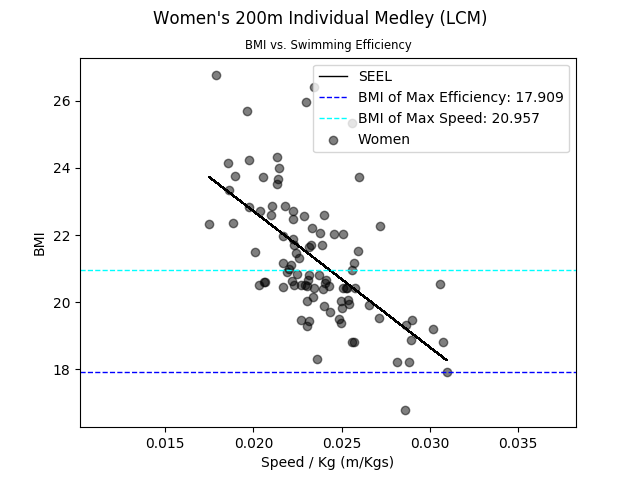 Women's 200m Individual Medley (LCM)
BMI vs. Swimming Efficiency
SEEL
BMI of Max Efficiency: 17.909
BMI of Max Speed: 20.957
Women
26
24
22
20
18
BMI
0.015 0.020 0.025 0.030 0.035
Speed / Kg (m/Kgs)